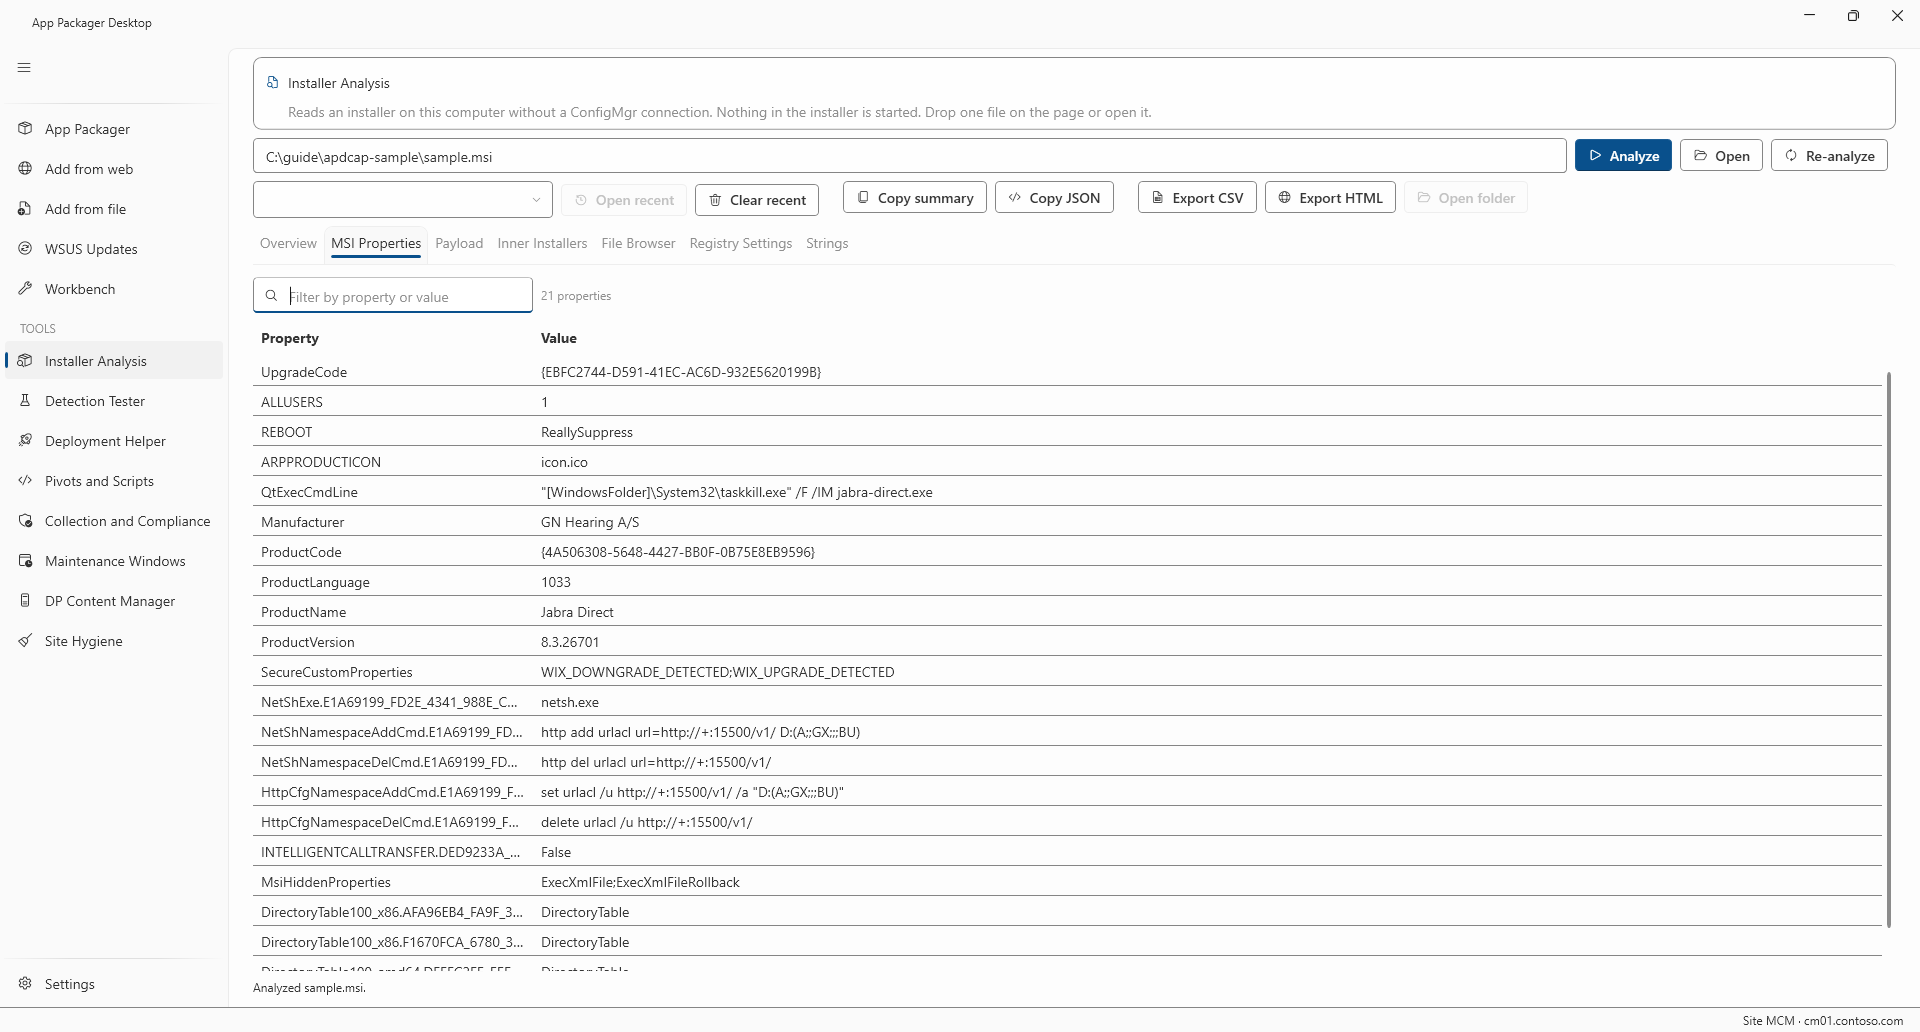 App Packager Desktop
Installer Analysis
Reads an installer on this computer without a ConfigMgr connection. Nothing in the installer is started. Drop one file on the page or open it.
App Packager
Add from web
Add from file
WSUS Updates
Workbench
TOOLS
Installer Analysis
Detection Tester
Deployment Helper
Pivots and Scripts
Collection and Compliance
Maintenance Windows
DP Content Manager
Site Hygiene
Settings
C:\guide\apdcap-sample\sample.msi
Analyze Open Re-analyze
Open recent Clear recent Copy summary Copy JSON Export CSV Export HTML Open folder
Overview MSI Properties Payload Inner Installers File Browser Registry Settings Strings
Filter by property or value 21 properties
Property Value
UpgradeCode {EBFC2744-D591-41EC-AC6D-932E5620199B}
ALLUSERS 1
REBOOT ReallySuppress
ARPPRODUCTICON icon.ico
QtExecCmdLine "[WindowsFolder]\System32\taskkill.exe" /F /IM jabra-direct.exe
Manufacturer GN Hearing A/S
ProductCode {4A506308-5648-4427-BB0F-0B75E8EB9596}
ProductLanguage 1033
ProductName Jabra Direct
ProductVersion 8.3.26701
SecureCustomProperties WIX_DOWNGRADE_DETECTED;WIX_UPGRADE_DETECTED
NetShExe.E1A69199_FD2E_4341_988E_C... netsh.exe
NetShNamespaceAddCmd.E1A69199_FD... http add urlacl url=http://+:15500/v1/ D:(A;;GX;;;BU)
NetShNamespaceDelCmd.E1A69199_FD... http del urlacl url=http://+:15500/v1/
HttpCfgNamespaceAddCmd.E1A69199_F... set urlacl /u http://+:15500/v1/ /a "D:(A;;GX;;;BU)"
HttpCfgNamespaceDelCmd.E1A69199_F... delete urlacl /u http://+:15500/v1/
INTELLIGENTCALLTRANSFER.DED9233A_... False
MsiHiddenProperties ExecXmlFile;ExecXmlFileRollback
DirectoryTable100_x86.AFA96EB4_FA9F_3... DirectoryTable
DirectoryTable100_x86.F1670FCA_6780_3... DirectoryTable
DirectoryTable
Analyzed sample.msi.
Site MCM · cm01.contoso.com